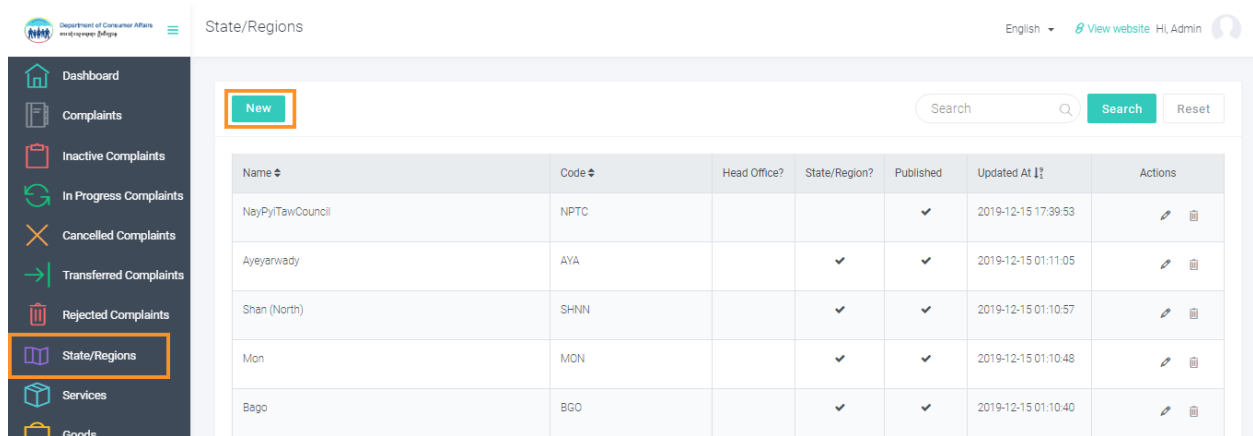 Department of Consumer Affairs
State/Regions
English
View website
Hi, Admin
Dashboard
Complaints
Inactive Complaints
In Progress Complaints
Cancelled Complaints
Transferred Complaints
Rejected Complaints
State/Regions
Services
Goods
New
Search
Search
Reset
Name Code Head Office? State/Region? Published Updated At Actions
NayPyiTawCouncil NPTC ✔ 2019-12-15 17:39:53
Ayeyarwady AYA ✔ ✔ 2019-12-15 01:11:05
Shan (North) SHNN ✔ ✔ 2019-12-15 01:10:57
Mon MON ✔ ✔ 2019-12-15 01:10:48
Bago BGO ✔ ✔ 2019-12-15 01:10:40